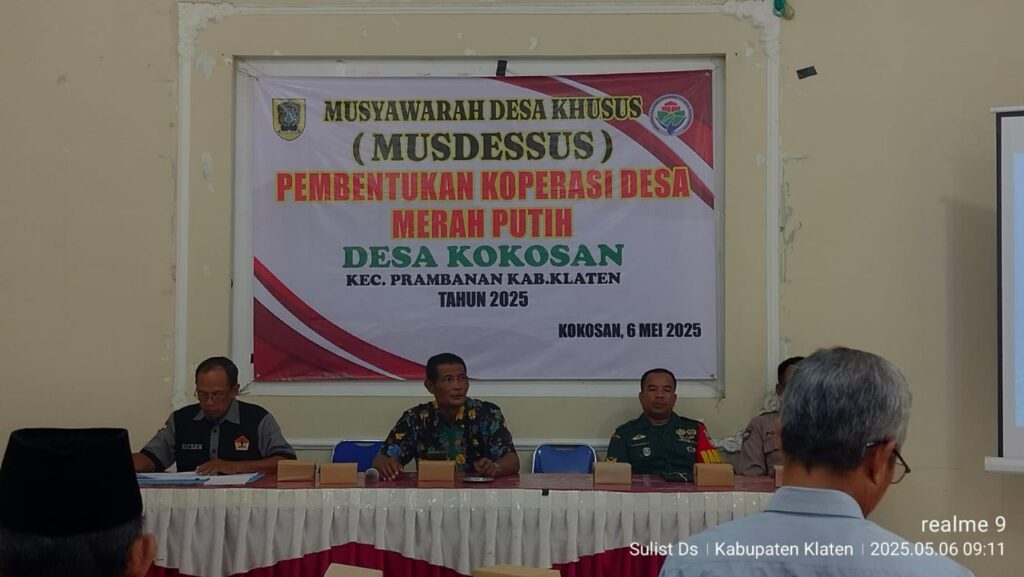 MUSYAWARAH DESA KHUSUS
( MUSDESSUS )
PEMBENTUKAN KOPERASI DESA
MERAH PUTIH
DESA KOKOSAN
KEC. PRAMBANAN KAB.KLATEN
TAHUN 2025
KOKOSAN, 6 MEI 2025
realme 9
Sulist Ds | Kabupaten Klaten | 2025.05.06 09:11